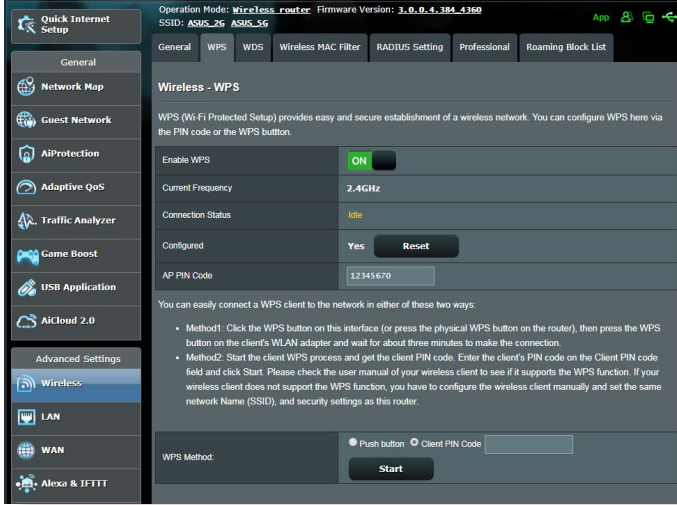 Quick Internet
Setup
General
Network Map
Guest Network
AiProtection
Adaptive QoS
Traffic Analyzer
Game Boost
USB Application
AiCloud 2.0
Advanced Settings
Wireless
LAN
WAN
Alexa & IFTTT
Operation Mode: Wireless router Firmware Version: 3.0.0.4.384_4360
SSID: ASUS_2G ASUS_5G
App
General WPS WDS Wireless MAC Filter RADIUS Setting Professional Roaming Block List
Wireless - WPS
WPS (Wi-Fi Protected Setup) provides easy and secure establishment of a wireless network. You can configure WPS here via
the PIN code or the WPS buttton.
Enable WPS ON
Current Frequency 2.4GHz
Connection Status Idle
Configured Yes Reset
AP PIN Code 12345670
You can easily connect a WPS client to the network in either of these two ways:
• Method1: Click the WPS button on this interface (or press the physical WPS button on the router), then press the WPS
button on the client's WLAN adapter and wait for about three minutes to make the connection.
• Method2: Start the client WPS process and get the client PIN code. Enter the client's PIN code on the Client PIN code
field and click Start. Please check the user manual of your wireless client to see if it supports the WPS function. If your
wireless client does not support the WPS function, you have to configure the wireless client manually and set the same
network Name (SSID), and security settings as this router.
WPS Method: Push button Client PIN Code
Start